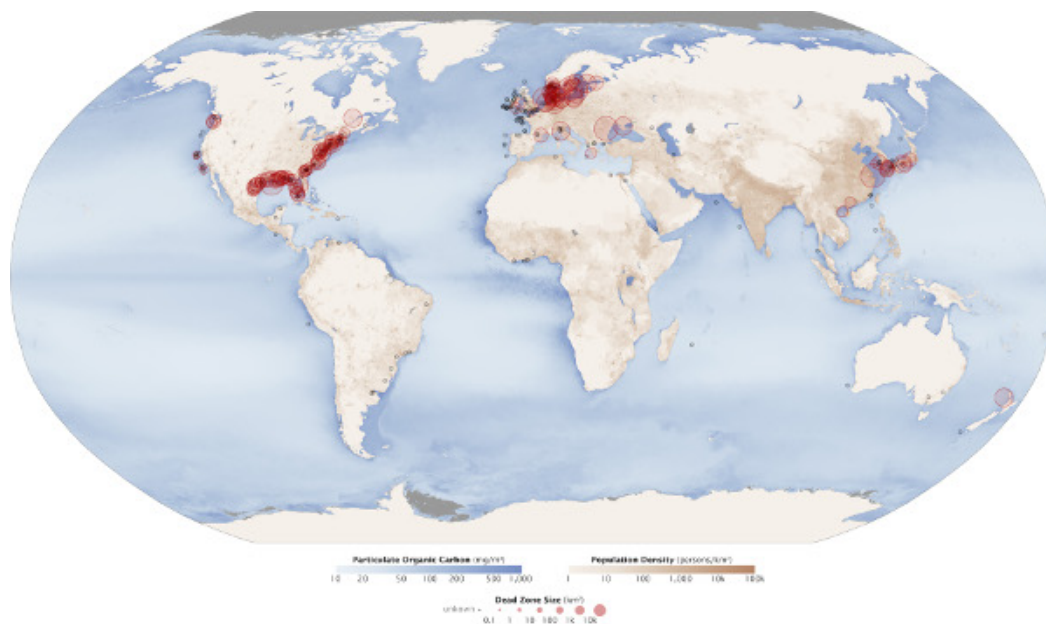 Particulate Organic Carbon (mg/m³)
10 20 50 100 200 500 1,000
Population Density (persons/km²)
1 10 100 1,000 10k 100k
Dead Zone Size (km²)
unknown
0.1 1 10 100 1k 10k